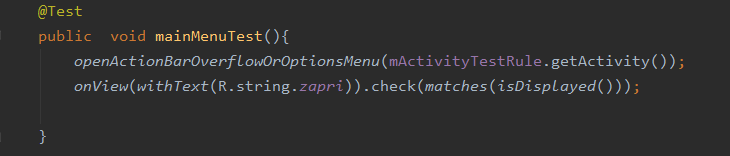 @Test
public  void mainMenuTest(){
openActionBarOverflowOrOptionsMenu(mActivityTestRule.getActivity());
onView(withText(R.string.zapri)).check(matches(isDisplayed()));
}